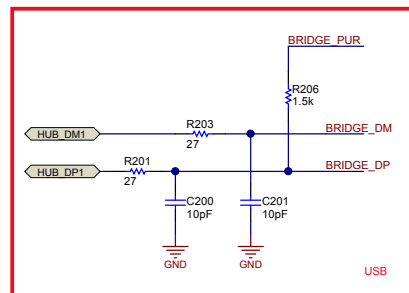 BRIDGE_PUR
R206
1.5k
R203
HUB_DM1
BRIDGE_DM
27
R201
HUB_DP1
BRIDGE_DP
27
C200
C201
10pF
10pF
GND
GND
USB